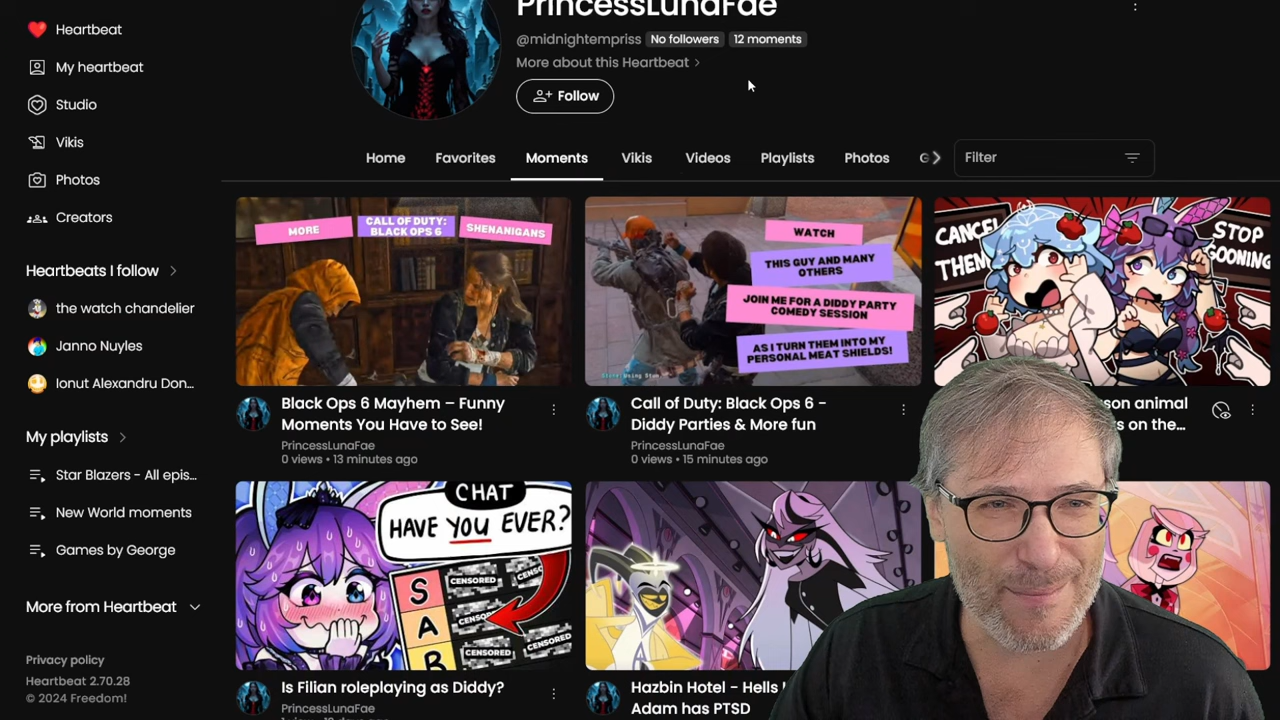 Heartbeat
My heartbeat
Studio
Vikis
Photos
Creators
Heartbeats I follow
the watch chandelier
Janno Nuyles
Ionut Alexandru Don...
My playlists
Star Blazers - All epis...
New World moments
Games by George
More from Heartbeat
Privacy policy
Heartbeat 2.70.28
© 2024 Freedom!
PrincessLunaFae
@midnightempriss No followers 12 moments
More about this Heartbeat
Follow
Home Favorites Moments Vikis Videos Playlists Photos
Filter
MORE CALL OF DUTY: BLACK OPS 6 SHENANIGANS
Black Ops 6 Mayhem – Funny
Moments You Have to See!
PrincessLunaFae
0 views • 13 minutes ago
WATCH
THIS GUY AND MANY
OTHERS
JOIN ME FOR A DIDDY PARTY
COMEDY SESSION
AS I TURN THEM INTO MY
PERSONAL MEAT SHIELDS!
Call of Duty: Black Ops 6 -
Diddy Parties & More fun
PrincessLunaFae
0 views • 15 minutes ago
CANCEL
THEM
STOP
GOONING
animal
on the...
CHAT
HAVE YOU EVER?
S
A
B
CENSORED
CENSORED
CENSORED
CENSORED
Is Filian roleplaying as Diddy?
PrincessLunaFae
Hazbin Hotel - Hells
Adam has PTSD